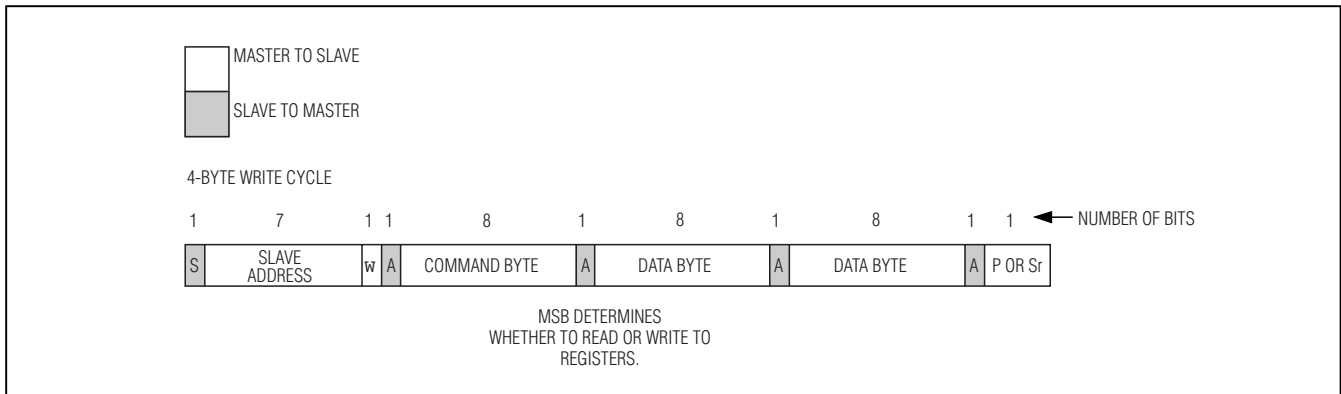 MASTER TO SLAVE
SLAVE TO MASTER
4-BYTE WRITE CYCLE
1 7 1 1 8 1 8 1 8 1 1 NUMBER OF BITS
S SLAVE ADDRESS W A COMMAND BYTE A DATA BYTE A DATA BYTE A P OR Sr
MSB DETERMINES
WHETHER TO READ OR WRITE TO
REGISTERS.